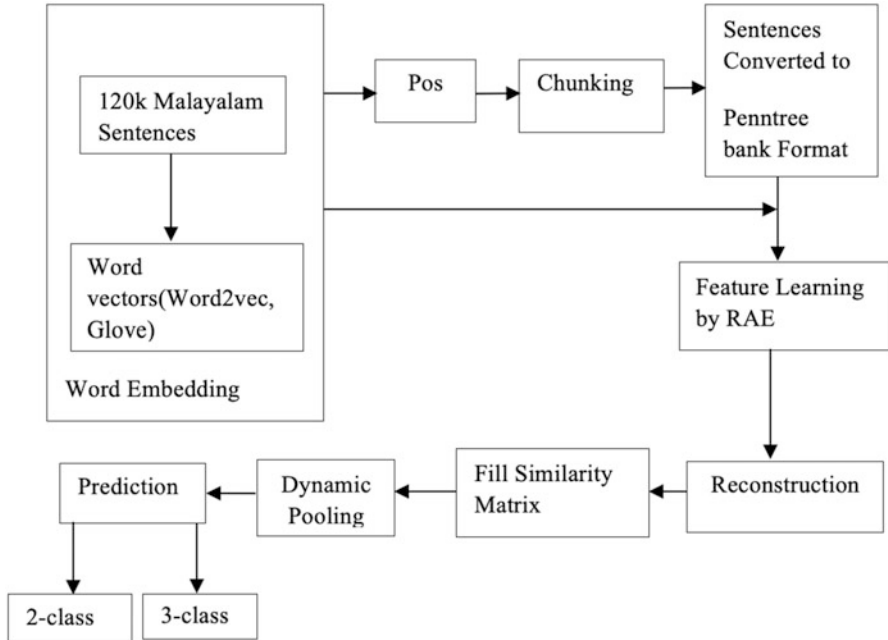 120k Malayalam
Sentences
Word
vectors(Word2vec,
Glove)
Word Embedding
Pos
Chunking
Sentences
Converted to
Penntree
bank Format
Feature Learning
by RAE
Reconstruction
Fill Similarity
Matrix
Dynamic
Pooling
Prediction
2-class
3-class